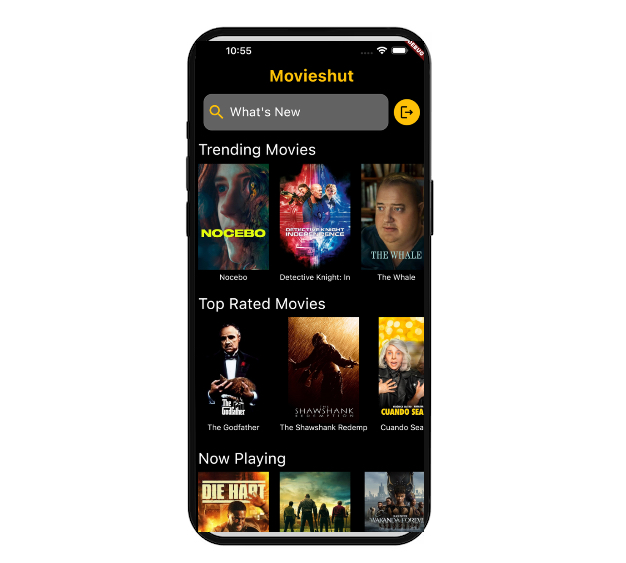 10:55
DEBUG
Movieshut
What's New
Trending Movies
NOCEBO
DETECTIVE KNIGHT
INDEPENDENCE
THE WHALE
Nocebo
Detective Knight: In
The Whale
Top Rated Movies
The
Godfather
THE
SHAWSHANK
REDEMPTION
CUANDO SEA
The Godfather
The Shawshank Redemp
Cuando Sea
Now Playing
DIE HART
WAKANDA FOREVER